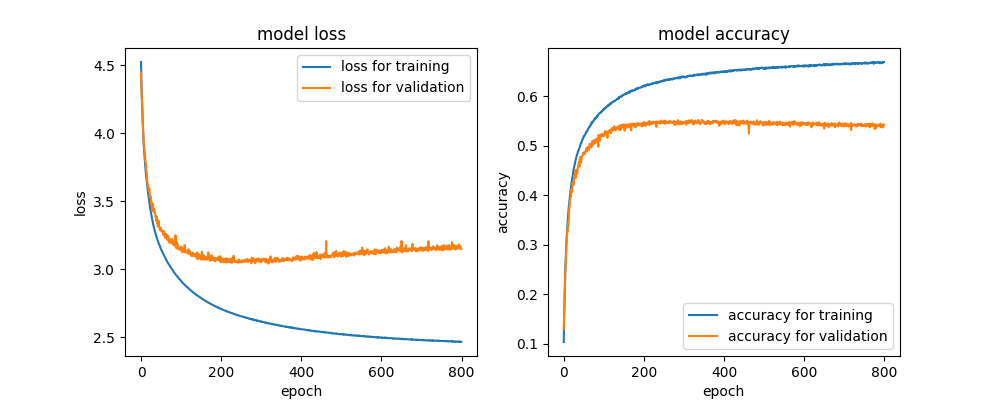 model loss
4.5
4.0
3.5
3.0
2.5
loss
loss for training
loss for validation
0 200 400 600 800
epoch
model accuracy
0.6
0.5
0.4
0.3
0.2
0.1
accuracy
accuracy for training
accuracy for validation
0 200 400 600 800
epoch